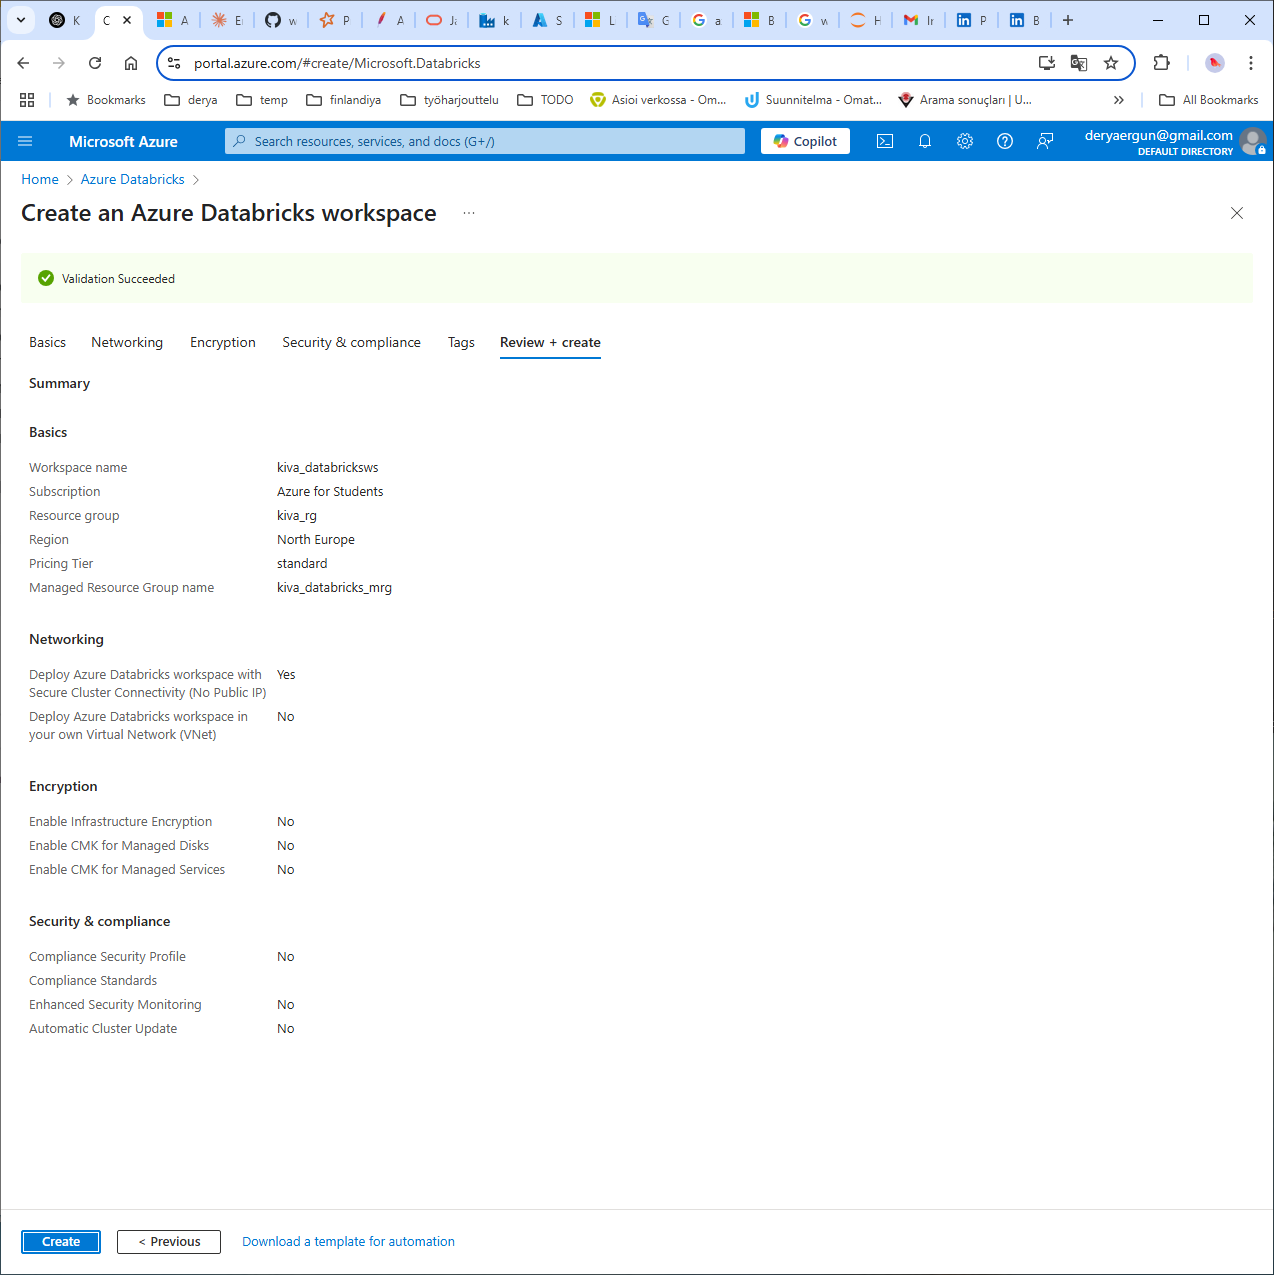 K
C
A
E
w
P
A
Ja
k
S
L
G
a
B
w
H
Ir
P
B
portal.azure.com/#create/Microsoft.Databricks
Bookmarks
derya
temp
finlandiya
työharjouttelu
TODO
Asioi verkossa - Om...
Suunnitelma - Omat...
Arama sonuçları | U...
All Bookmarks
Microsoft Azure
Search resources, services, and docs (G+/)
Copilot
deryaergun@gmail.com
DEFAULT DIRECTORY
Home > Azure Databricks >
Create an Azure Databricks workspace ...
Validation Succeeded
Basics
Networking
Encryption
Security & compliance
Tags
Review + create
Summary
Basics
Workspace name kiva_databricksws
Subscription Azure for Students
Resource group kiva_rg
Region North Europe
Pricing Tier standard
Managed Resource Group name kiva_databricks_mrg
Networking
Deploy Azure Databricks workspace with Yes
Secure Cluster Connectivity (No Public IP)
Deploy Azure Databricks workspace in No
your own Virtual Network (VNet)
Encryption
Enable Infrastructure Encryption No
Enable CMK for Managed Disks No
Enable CMK for Managed Services No
Security & compliance
Compliance Security Profile No
Compliance Standards
Enhanced Security Monitoring No
Automatic Cluster Update No
Create
< Previous
Download a template for automation